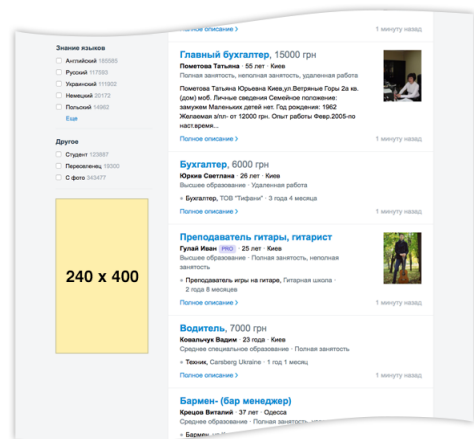 Знание языков
Английский 185585
Русский 117593
Украинский 111902
Немецкий 20172
Польский 14962
Еще
Другое
Студент 123887
Переселенец 19300
С фото 343477
240 x 400
Полное описание > 1 минуту назад
Главный бухгалтер, 15000 грн
Пометова Татьяна · 55 лет · Киев
Полная занятость, неполная занятость, удаленная работа
Пометова Татьяна Юрьевна Киев,ул.Ветряные Горы 2а кв.
(дом) моб. Личные сведения Семейное положение:
замужем Маленьких детей нет. Год рождения: 1962
Желаемая з/пл- от 12000 грн. Опыт работы Февр.2005-по
наст.время...
Полное описание > 1 минуту назад
Бухгалтер, 6000 грн
Юркив Светлана · 26 лет · Киев
Высшее образование · Удаленная работа
Бухгалтер, ТОВ "Тифани" · 3 года 4 месяца
Полное описание > 1 минуту назад
Преподаватель гитары, гитарист
Гулай Иван PRO · 25 лет · Киев
Высшее образование · Полная занятость, неполная
занятость
Преподаватель игры на гитаре, Гитарная школа ·
2 года 8 месяцев
Полное описание > 1 минуту назад
Водитель, 7000 грн
Ковальчук Вадим · 23 года · Киев
Среднее специальное образование · Полная занятость
Техник, Carsberg Ukraine · 1 год 1 месяц
Полное описание > 1 минуту назад
Бармен- (бар менеджер)
Крецов Виталий · 37 лет · Одесса
Среднее образование · Полная занятость,
Бармен,